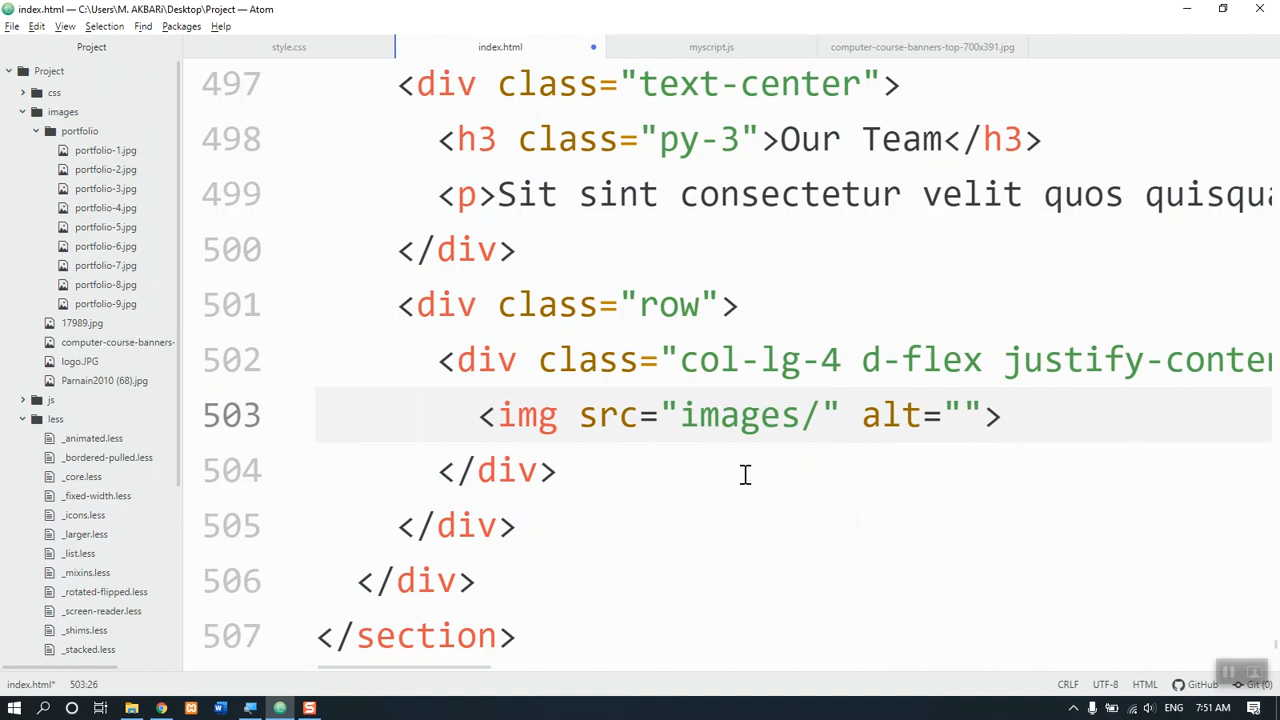 index.html — C:\Users\M. AKBARi\Desktop\Project — Atom
File Edit View Selection Find Packages Help
Project
style.css
index.html
myscript.js
computer-course-banners-top-700x391.jpg
Project
css
images
portfolio
portfolio-1.jpg
portfolio-2.jpg
portfolio-3.jpg
portfolio-4.jpg
portfolio-5.jpg
portfolio-6.jpg
portfolio-7.jpg
portfolio-8.jpg
portfolio-9.jpg
17989.jpg
computer-course-banners-
logo.JPG
Parnain2010 (68).jpg
js
less
_animated.less
_bordered-pulled.less
_core.less
_fixed-width.less
_icons.less
_larger.less
_list.less
_mixins.less
_rotated-flipped.less
_screen-reader.less
_shims.less
_stacked.less
497 <div class="text-center">
498 <h3 class="py-3">Our Team</h3>
499 <p>Sit sint consectetur velit quos quisqua
500 </div>
501 <div class="row">
502 <div class="col-lg-4 d-flex justify-conten
503 <img src="images/" alt="">
504 </div>
505 </div>
506 </div>
507 </section>
index.html* 503:26
CRLF UTF-8 HTML GitHub Git (0)
ENG 7:51 AM